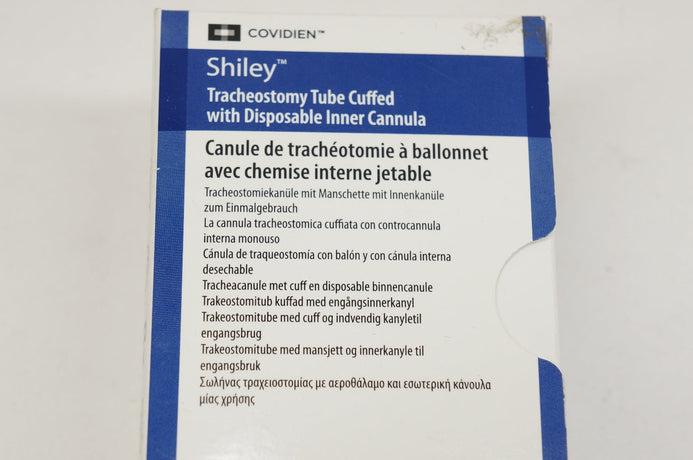 COVIDIEN™
Shiley™
Tracheostomy Tube Cuffed
with Disposable Inner Cannula
Canule de trachéotomie à ballonnet
avec chemise interne jetable
Tracheostomiekanüle mit Manschette mit Innenkanüle
zum Einmalgebrauch
La cannula tracheostomica cuffiata con controcannula
interna monouso
Cánula de traqueostomía con balón y con cánula interna
desechable
Tracheacanule met cuff en disposable binnencanule
Trakeostomitub kuffad med engångsinnerkanyl
Trakeostomitube med cuff og indvendig kanyletil
engangsbrug
Trakeostomitube med mansjett og innerkanyle til
engangsbruk
Σωλήνας τραχειοστομίας με αεροθάλαμο και εσωτερική κάνουλα
μίας χρήσης